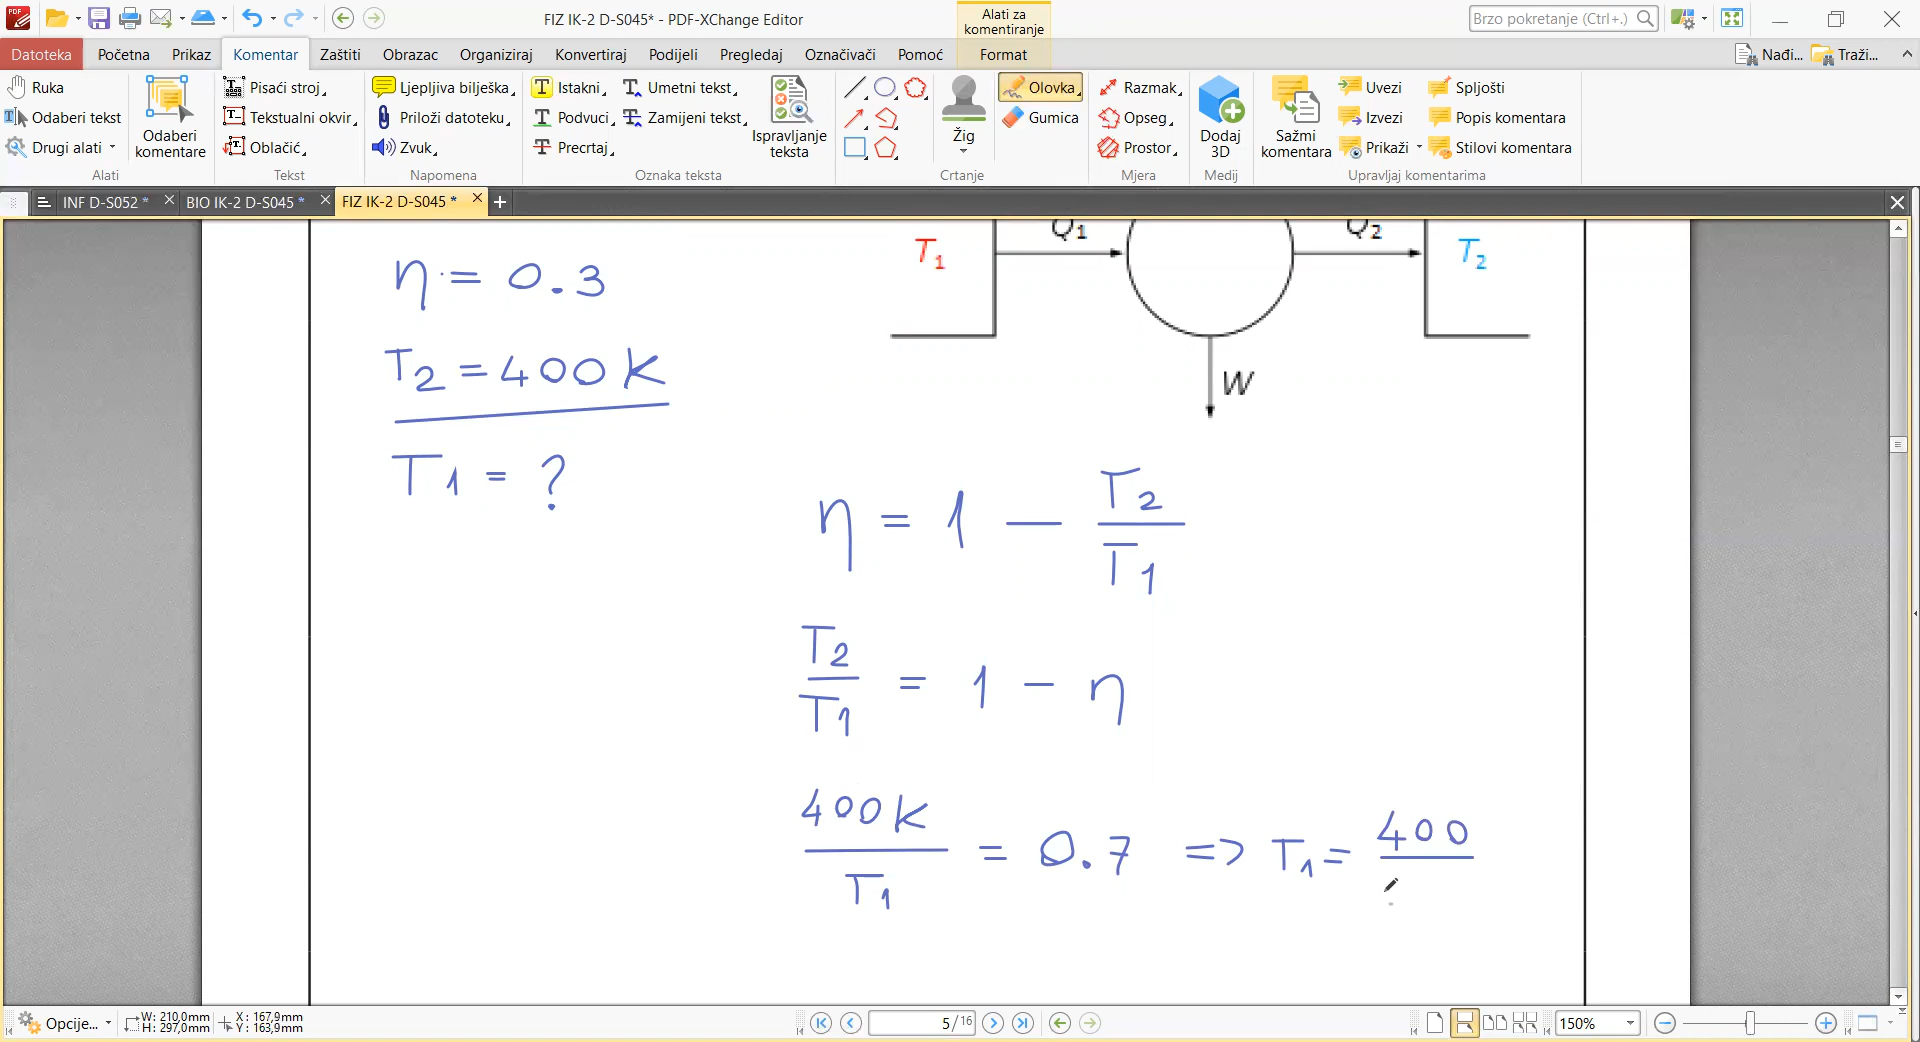 FIZ IK-2 D-S045* - PDF-XChange Editor
Alati za komentiranje
Brzo pokretanje (Ctrl+.)
Datoteka Početna Prikaz Komentar Zaštiti Obrazac Organiziraj Konvertiraj Podijeli Pregledaj Označivači Pomoć Format Nađi... Traži...
Ruka
Odaberi tekst
Drugi alati
Odaberi komentare
Alati
Pisaći stroj
Tekstualni okvir
Oblačić
Tekst
Ljepljiva bilješka
Priloži datoteku
Zvuk
Napomena
Istakni
Podvuci
Precrtaj
Umetni tekst
Zamijeni tekst
Ispravljanje teksta
Oznaka teksta
Žig
Crtanje
Olovka
Gumica
Razmak
Opseg
Prostor
Mjera
Dodaj 3D
Medij
Sažmi komentara
Uvezi
Izvezi
Prikaži
Spljošti
Popis komentara
Stilovi komentara
Upravljaj komentarima
INF D-S052 * BIO IK-2 D-S045 * FIZ IK-2 D-S045 *
T1 Q1 Q2 T2
W
η = 0.3
T2 = 400 K
T1 = ?
η = 1 - T2/T1
T2/T1 = 1 - η
400K/T1 = 0.7 => T1 = 400
Opcije... W: 210,0mm X: 167,9mm
H: 297,0mm Y: 163,9mm
5/16
150%